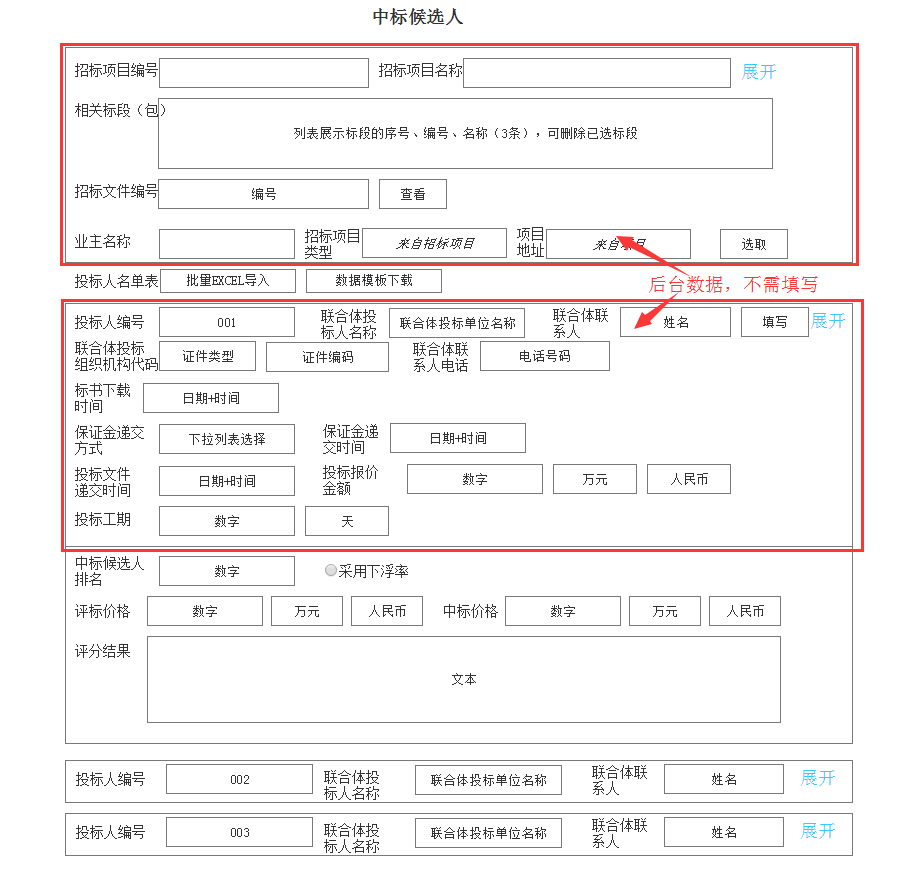 中标候选人
招标项目编号 招标项目名称 展开
相关标段（包）
列表展示标段的序号、编号、名称（3条），可删除已选标段
招标文件编号 编号 查看
业主名称 招标项目类型 来自招标项目 项目地址 来自项目 选取
投标人名单表 批量EXCEL导入 数据模板下载
后台数据，不需填写
投标人编号 001 联合体投标人名称 联合体投标单位名称 联合体联系人 姓名 填写 展开
联合体投标组织机构代码 证件类型 证件编码 联合体联系人电话 电话号码
标书下载时间 日期+时间
保证金递交方式 下拉列表选择 保证金递交时间 日期+时间
投标文件递交时间 日期+时间 投标报价金额 数字 万元 人民币
投标工期 数字 天
中标候选人排名 数字 采用下浮率
评标价格 数字 万元 人民币 中标价格 数字 万元 人民币
评分结果
文本
投标人编号 002 联合体投标人名称 联合体投标单位名称 联合体联系人 姓名 展开
投标人编号 003 联合体投标人名称 联合体投标单位名称 联合体联系人 姓名 展开